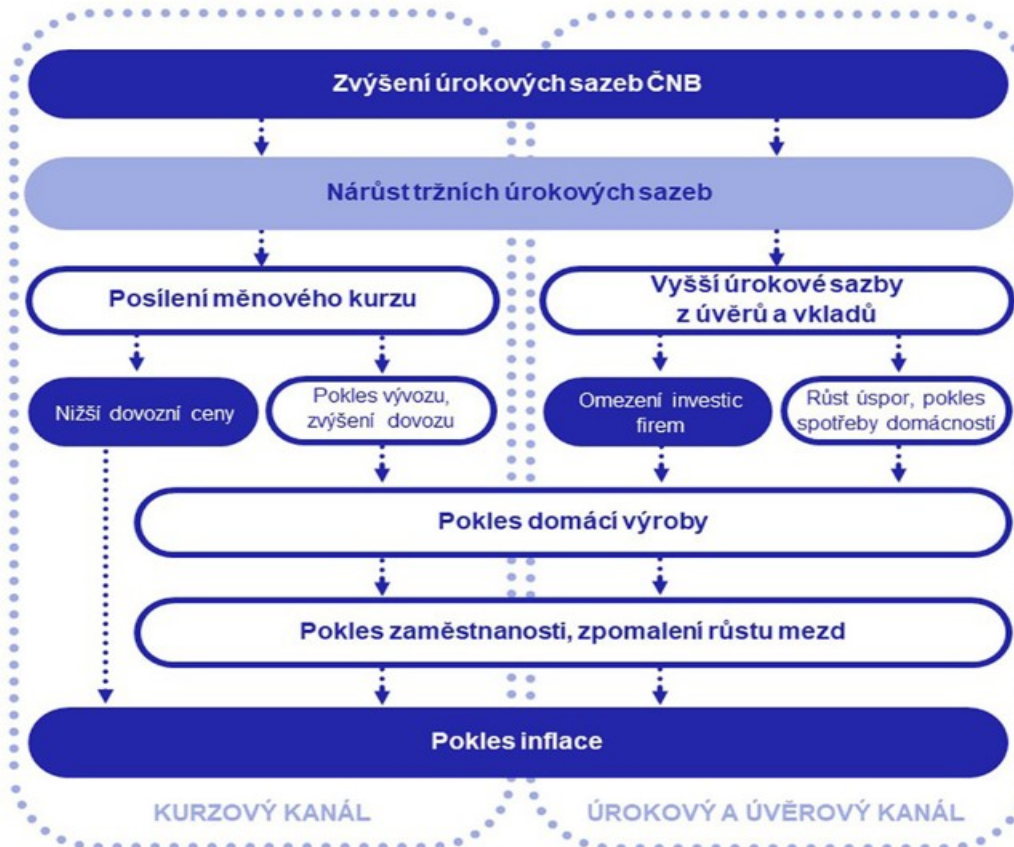 Zvýšení úrokových sazeb ČNB
Nárůst tržních úrokových sazeb
Posílení měnového kurzu
Vyšší úrokové sazby
z úvěrů a vkladů
Nižší dovozní ceny
Pokles vývozu,
zvýšení dovozu
Omezení investic
firem
Růst úspor, pokles
spotřeby domácností
Pokles domácí výroby
Pokles zaměstnanosti, zpomalení růstu mezd
Pokles inflace
KURZOVÝ KANÁL
ÚROKOVÝ A ÚVĚROVÝ KANÁL